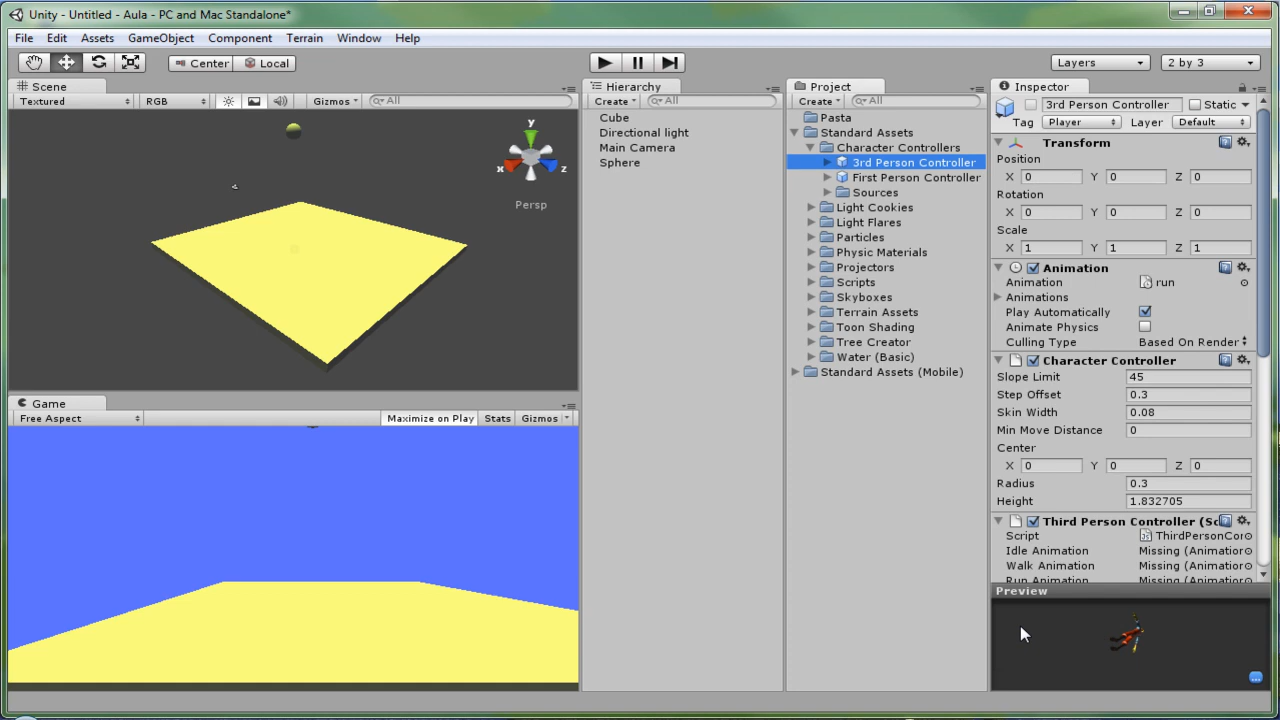 Unity - Untitled - Aula - PC and Mac Standalone*
File Edit Assets GameObject Component Terrain Window Help
Center Local Layers 2 by 3
Scene
Textured RGB Gizmos All
y
x z
Persp
Game
Free Aspect Maximize on Play Stats Gizmos
Hierarchy
Create All
Cube
Directional light
Main Camera
Sphere
Project
Create All
Pasta
Standard Assets
Character Controllers
3rd Person Controller
First Person Controller
Sources
Light Cookies
Light Flares
Particles
Physic Materials
Projectors
Scripts
Skyboxes
Terrain Assets
Toon Shading
Tree Creator
Water (Basic)
Standard Assets (Mobile)
Inspector
3rd Person Controller Static
Tag Player Layer Default
Transform
Position
X 0 Y 0 Z 0
Rotation
X 0 Y 0 Z 0
Scale
X 1 Y 1 Z 1
Animation
Animation run
Animations
Play Automatically
Animate Physics
Culling Type Based On Render
Character Controller
Slope Limit 45
Step Offset 0.3
Skin Width 0.08
Min Move Distance 0
Center
X 0 Y 0 Z 0
Radius 0.3
Height 1.832705
Third Person Controller (Sc
Script ThirdPersonCor
Idle Animation Missing (Animatior
Walk Animation Missing (Animatior
Run Animation Missing (Animatior
Preview